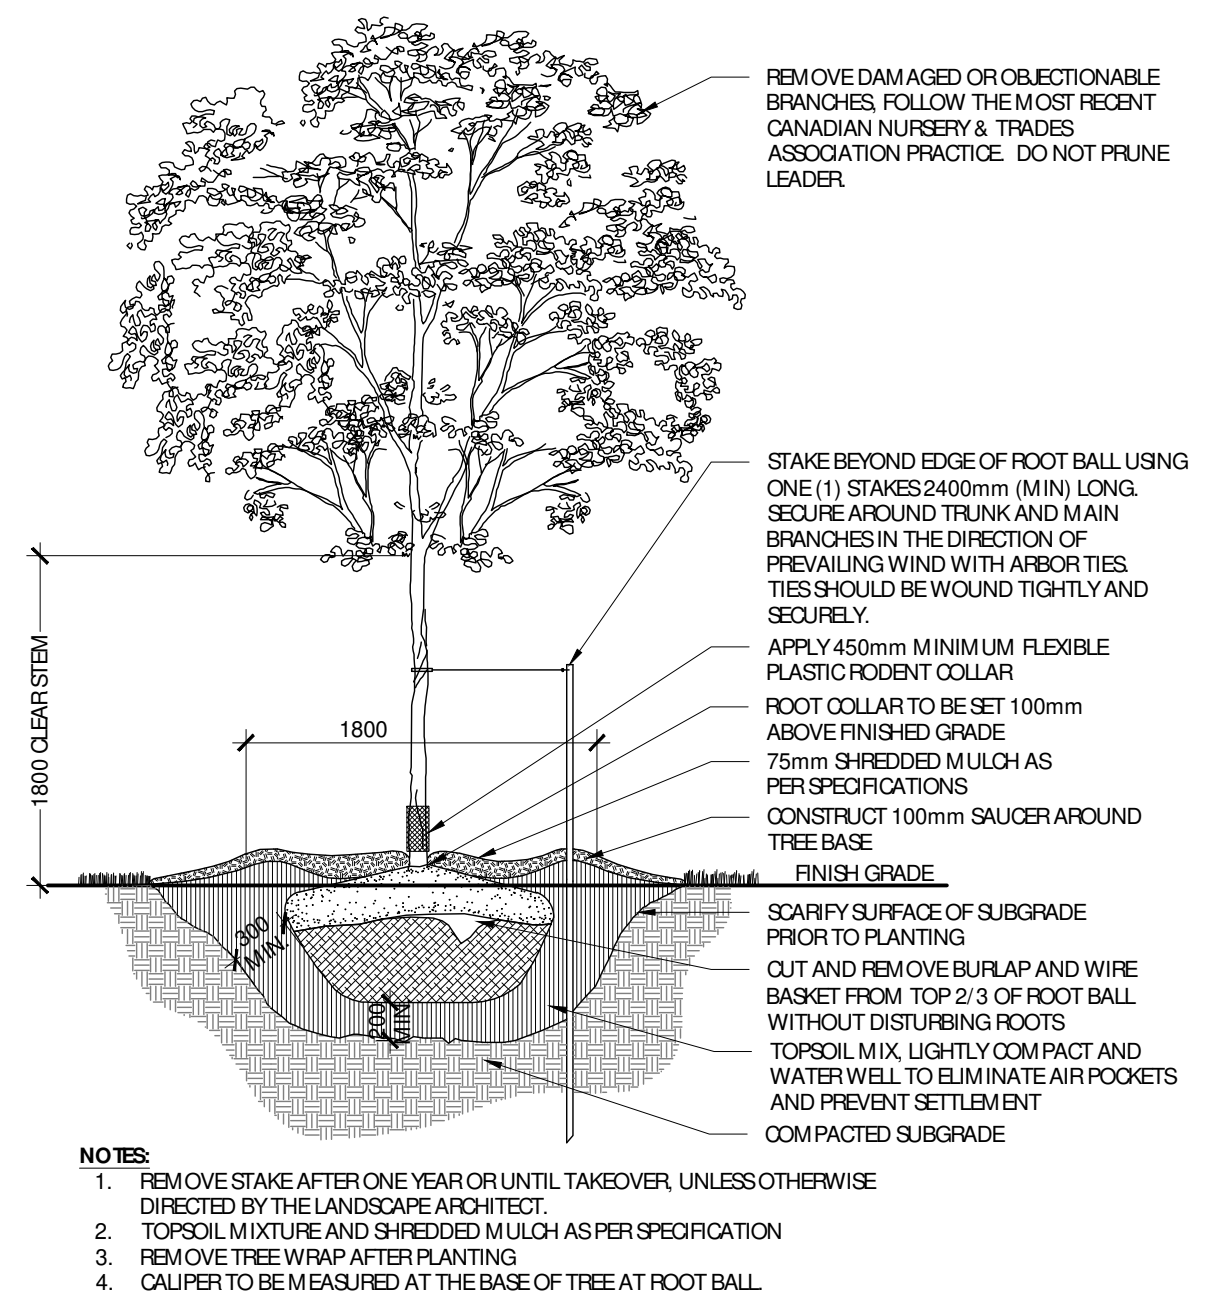 REMOVE DAMAGED OR OBJECTIONABLE
BRANCHES, FOLLOW THE MOST RECENT
CANADIAN NURSERY & TRADES
ASSOCIATION PRACTICE. DO NOT PRUNE
LEADER.
STAKE BEYOND EDGE OF ROOT BALL USING
ONE (1) STAKES 2400mm (MIN) LONG.
SECURE AROUND TRUNK AND MAIN
BRANCHES IN THE DIRECTION OF
PREVAILING WIND WITH ARBOR TIES.
TIES SHOULD BE WOUND TIGHTLY AND
SECURELY.
1800 CLEAR STEM
1800
APPLY 450mm MINIMUM FLEXIBLE
PLASTIC RODENT COLLAR
ROOT COLLAR TO BE SET 100mm
ABOVE FINISHED GRADE
75mm SHREDDED MULCH AS
PER SPECIFICATIONS
CONSTRUCT 100mm SAUCER AROUND
TREE BASE
FINISH GRADE
SCARIFY SURFACE OF SUBGRADE
PRIOR TO PLANTING
300
MIN.
CUT AND REMOVE BURLAP AND WIRE
BASKET FROM TOP 2/3 OF ROOT BALL
WITHOUT DISTURBING ROOTS
200
MIN
TOPSOIL MIX, LIGHTLY COMPACT AND
WATER WELL TO ELIMINATE AIR POCKETS
AND PREVENT SETTLEMENT
COMPACTED SUBGRADE
NOTES:
1. REMOVE STAKE AFTER ONE YEAR OR UNTIL TAKEOVER, UNLESS OTHERWISE
DIRECTED BY THE LANDSCAPE ARCHITECT.
2. TOPSOIL MIXTURE AND SHREDDED MULCH AS PER SPECIFICATION
3. REMOVE TREE WRAP AFTER PLANTING
4. CALIPER TO BE MEASURED AT THE BASE OF TREE AT ROOT BALL.